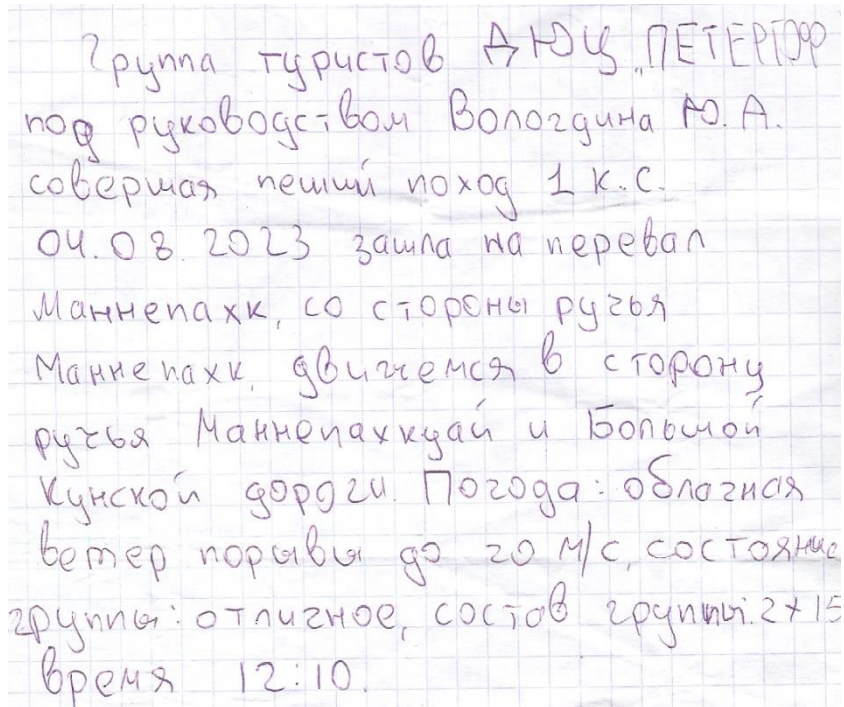 Группа туристов ДЮЦ „ПЕТЕРГОФ
под руководством Вологдина Ю.А.
совершая пеший поход 1 к.с.
04.08.2023 зашла на перевал
Маннепахк, со стороны ручья
Маннепахк, движемся в сторону
ручья Маннепахкуай и Большой
Кунской дороги. Погода: облачная
ветер порывы до 20 м/с, состояние
группы: отличное, состав группы: 2+15
время 12:10.